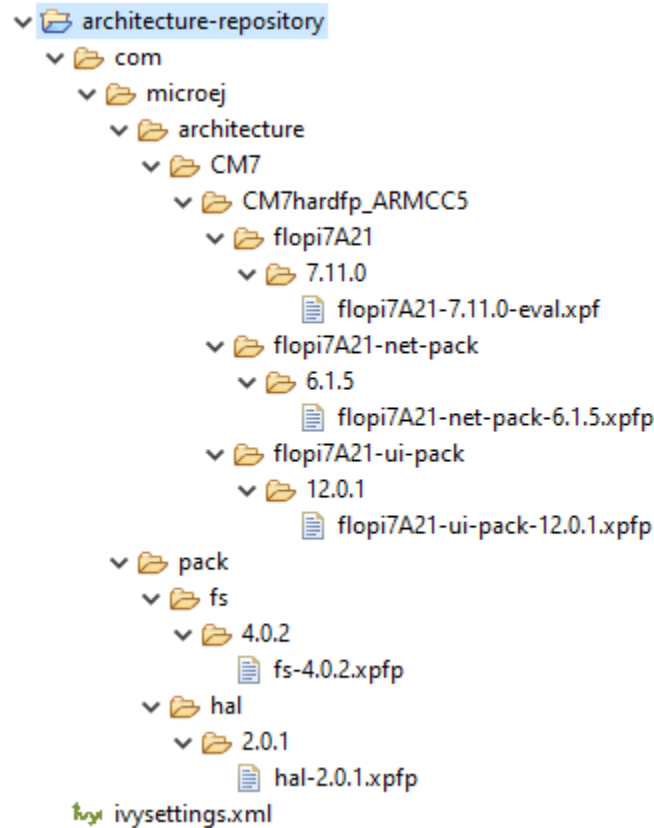 architecture-repository
com
microej
architecture
CM7
CM7hardfp_ARMCC5
flopi7A21
7.11.0
flopi7A21-7.11.0-eval.xpf
flopi7A21-net-pack
6.1.5
flopi7A21-net-pack-6.1.5.xpfp
flopi7A21-ui-pack
12.0.1
flopi7A21-ui-pack-12.0.1.xpfp
pack
fs
4.0.2
fs-4.0.2.xpfp
hal
2.0.1
hal-2.0.1.xpfp
ivy ivysettings.xml